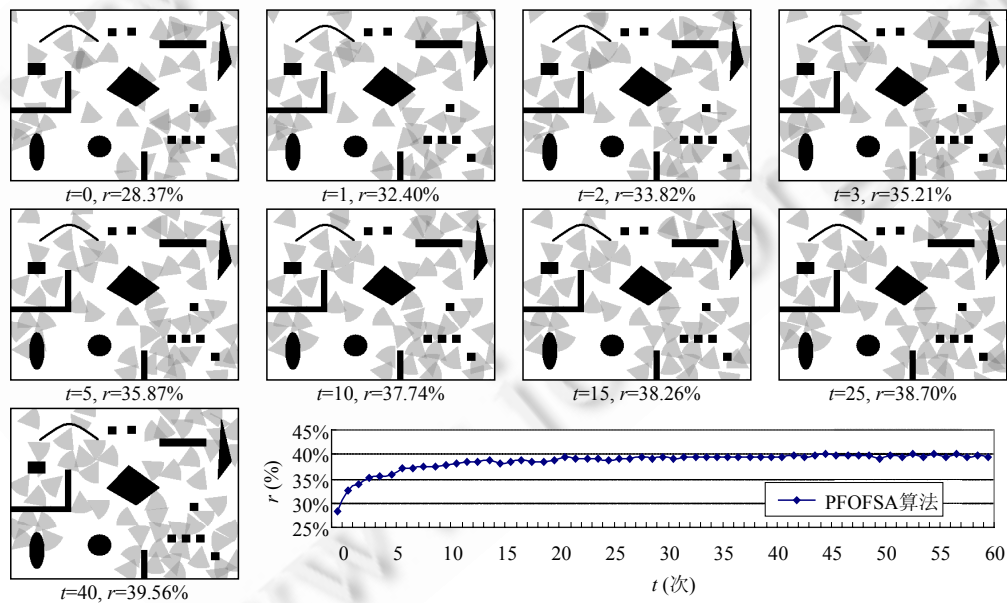 t=0, r=28.37%
t=1, r=32.40%
t=2, r=33.82%
t=3, r=35.21%
t=5, r=35.87%
t=10, r=37.74%
t=15, r=38.26%
t=25, r=38.70%
t=40, r=39.56%
45%
40%
35%
30%
25%
r (%)
PFOFSA算法
0 5 10 15 20 25 30 35 40 45 50 55 60
t (次)